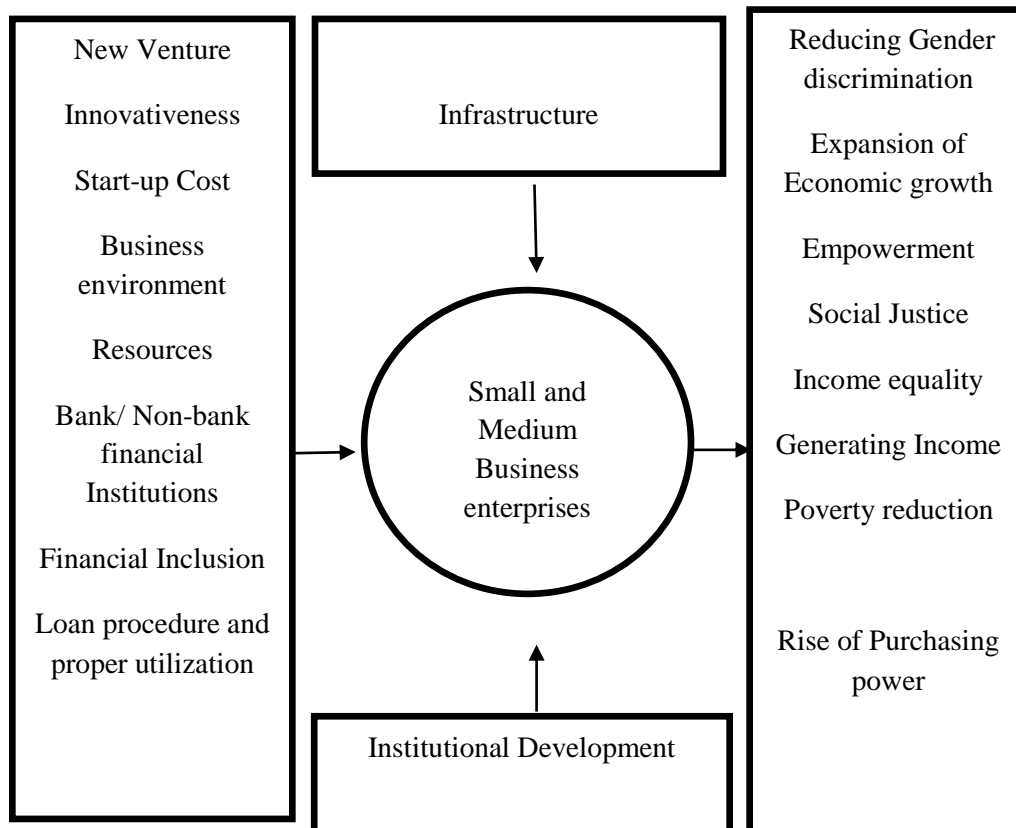 New Venture
Innovativeness
Start-up Cost
Business
environment
Resources
Bank/ Non-bank
financial
Institutions
Financial Inclusion
Loan procedure and
proper utilization
Infrastructure
Small and
Medium
Business
enterprises
Institutional Development
Reducing Gender
discrimination
Expansion of
Economic growth
Empowerment
Social Justice
Income equality
Generating Income
Poverty reduction
Rise of Purchasing
power